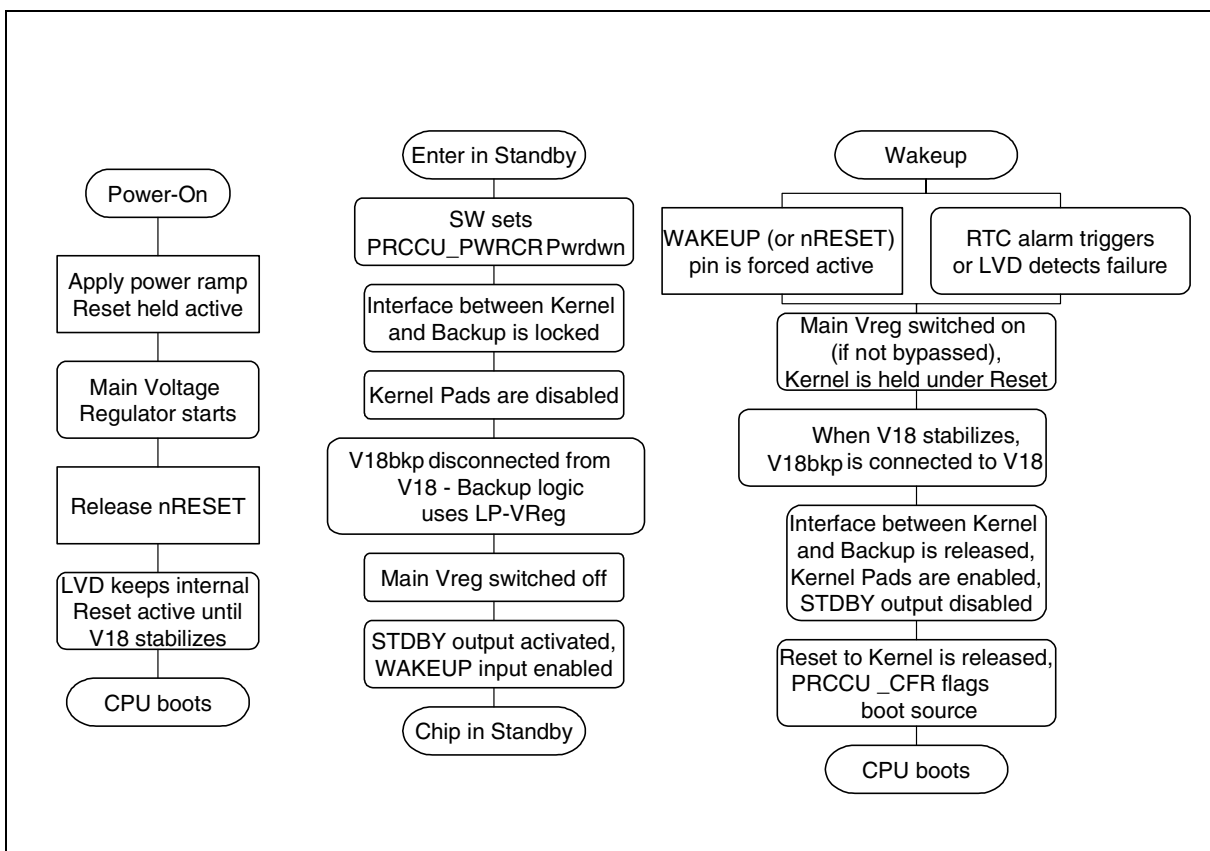 Power-On
Apply power ramp
Reset held active
Main Voltage
Regulator starts
Release nRESET
LVD keeps internal
Reset active until
V18 stabilizes
CPU boots
Enter in Standby
SW sets
PRCCU_PWRCR Pwrdwn
Interface between Kernel
and Backup is locked
Kernel Pads are disabled
V18bkp disconnected from
V18 - Backup logic
uses LP-VReg
Main Vreg switched off
STDBY output activated,
WAKEUP input enabled
Chip in Standby
Wakeup
WAKEUP (or nRESET)
pin is forced active
RTC alarm triggers
or LVD detects failure
Main Vreg switched on
(if not bypassed),
Kernel is held under Reset
When V18 stabilizes,
V18bkp is connected to V18
Interface between Kernel
and Backup is released,
Kernel Pads are enabled,
STDBY output disabled
Reset to Kernel is released,
PRCCU _CFR flags
boot source
CPU boots